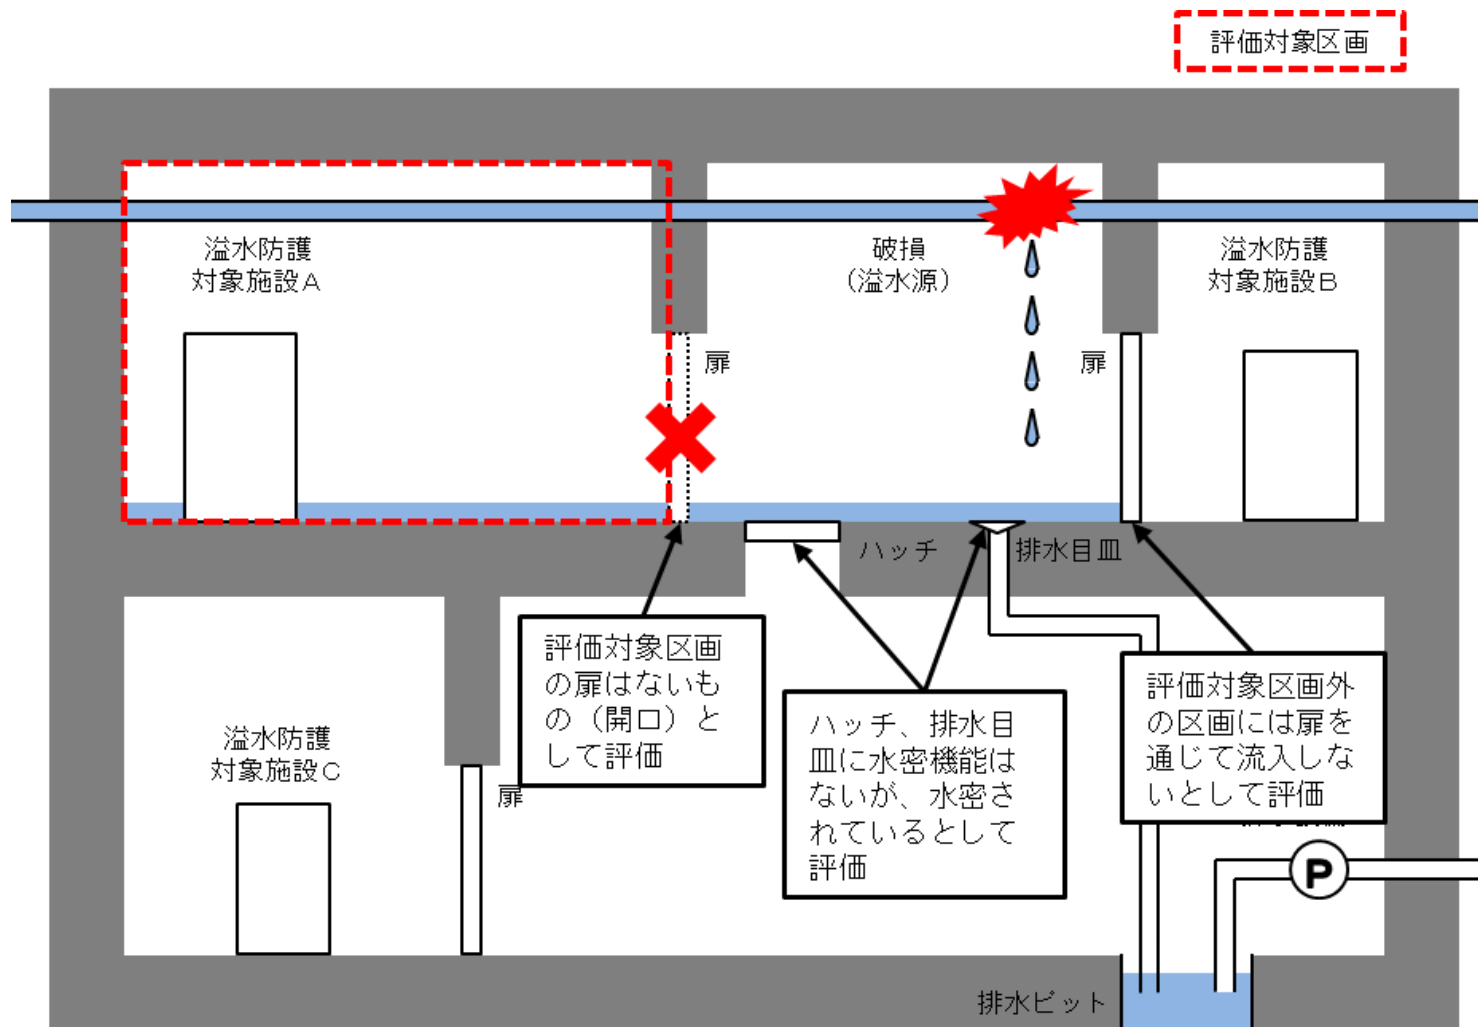 評価対象区画
溢水防護
対象施設A
破損
（溢水源）
溢水防護
対象施設B
扉
扉
ハッチ
排水目皿
評価対象区画
の扉はないも
の（開口）と
して評価
ハッチ、排水目
皿に水密機能は
ないが、水密さ
れているとして
評価
評価対象区画外
の区画には扉を
通じて流入しな
いとして評価
溢水防護
対象施設C
扉
P
排水ピット